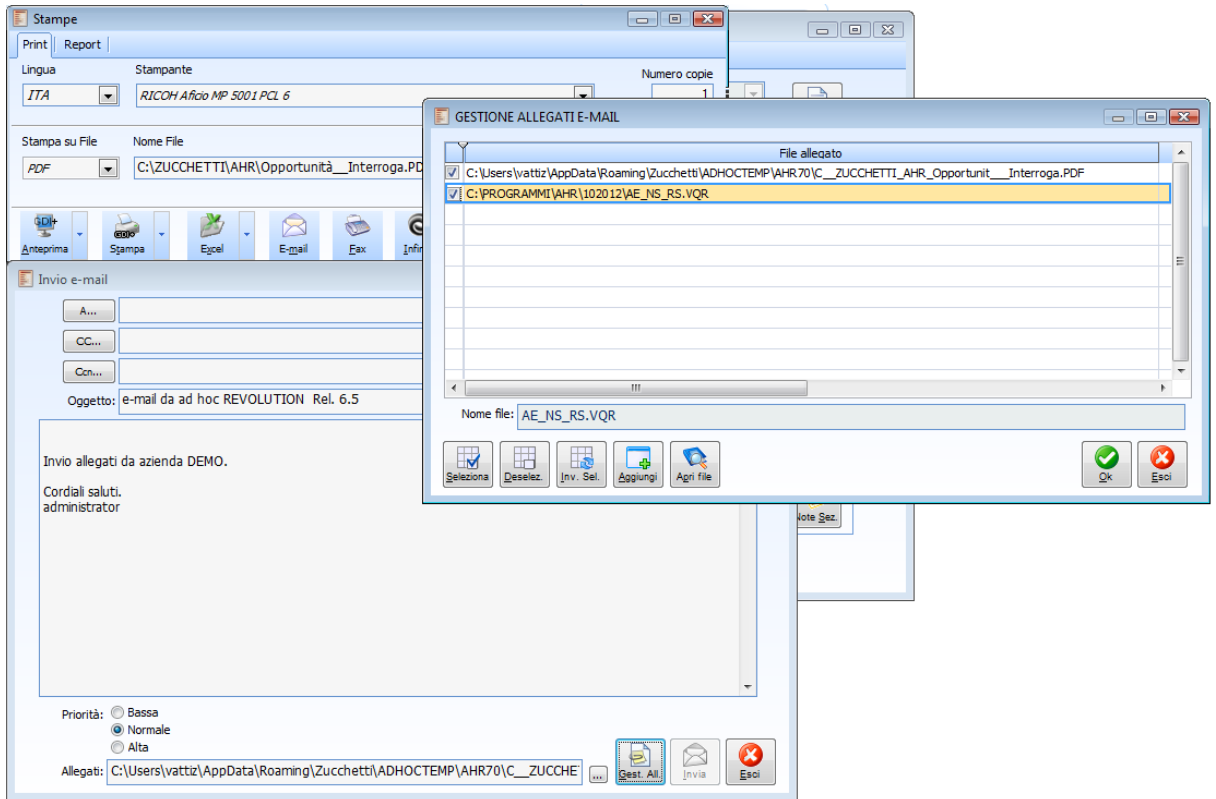 Stampe
Print Report
Lingua Stampante Numero copie
ITA RICOH Aficio MP 5001 PCL 6 1
Stampa su File Nome File
PDF C:\ZUCCHETTI\AHR\Opportunità__Interroga.PD
GDI+ GDI+
Anteprima Stampa Excel E-mail Fax Infin
GESTIONE ALLEGATI E-MAIL
File allegato
C:\Users\vattiz\AppData\Roaming\Zucchetti\ADHOCTEMP\AHR70\C__ZUCCHETTI_AHR_Opportunit___Interroga.PDF
C:\PROGRAMMI\AHR\102012\AE_NS_RS.VQR
Nome file: AE_NS_RS.VQR
Seleziona Deselez. Inv. Sel. Aggiungi Apri file Ok Esci
Note Sez.
Invio e-mail
A...
CC...
Ccn...
Oggetto: e-mail da ad hoc REVOLUTION Rel. 6.5
Invio allegati da azienda DEMO.
Cordiali saluti.
administrator
Priorità: Bassa
Normale
Alta
Allegati: C:\Users\vattiz\AppData\Roaming\Zucchetti\ADHOCTEMP\AHR70\C__ZUCCHE ... Gest. All. Invia Esci